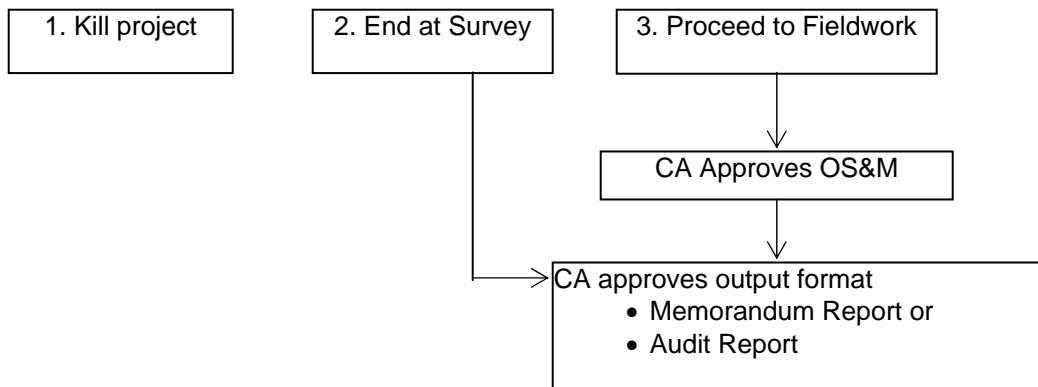 1. Kill project
2. End at Survey
3. Proceed to Fieldwork
CA Approves OS&M
CA approves output format
• Memorandum Report or
• Audit Report